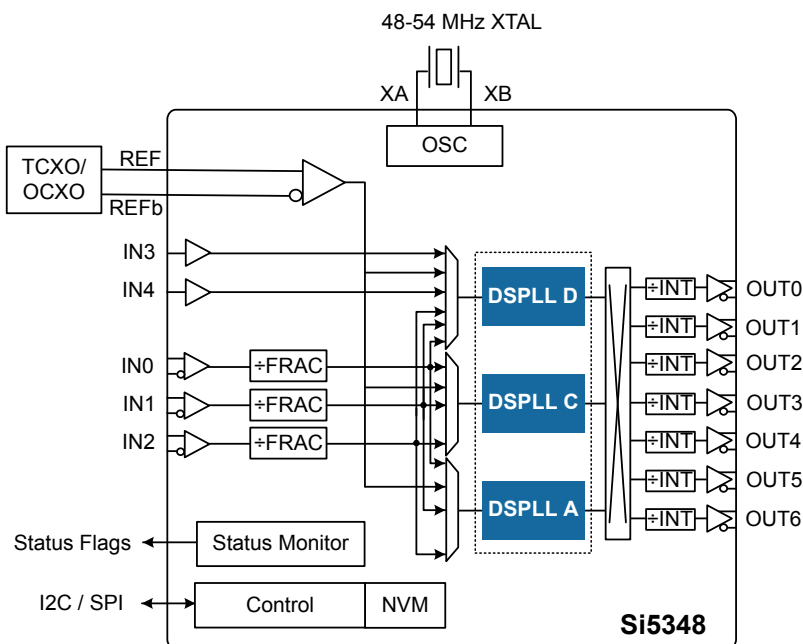 48-54 MHz XTAL
XA
XB
OSC
TCXO/
OCXO
REF
REFb
IN3
IN4
IN0
÷FRAC
IN1
÷FRAC
IN2
÷FRAC
DSPLL D
DSPLL C
DSPLL A
÷INT
OUT0
÷INT
OUT1
÷INT
OUT2
÷INT
OUT3
÷INT
OUT4
÷INT
OUT5
÷INT
OUT6
Status Flags
Status Monitor
I2C / SPI
Control
NVM
Si5348